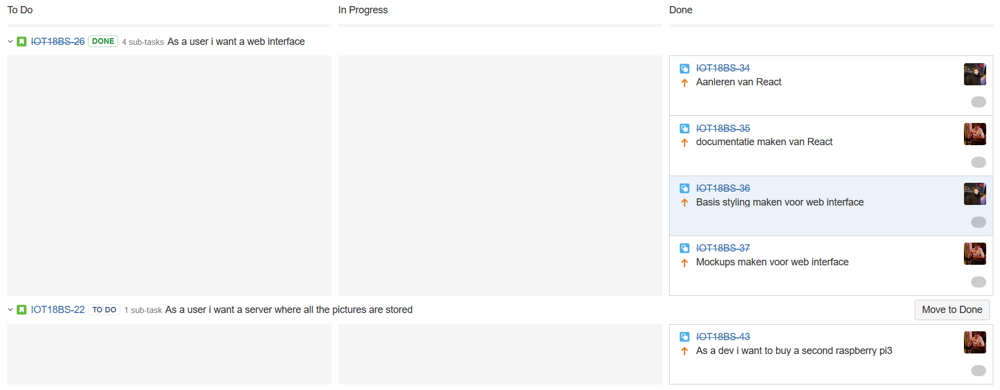 To Do In Progress Done
IOT18BS-26 DONE 4 sub-tasks As a user i want a web interface
IOT18BS-34
Aanleren van React
IOT18BS-35
documentatie maken van React
IOT18BS-36
Basis styling maken voor web interface
IOT18BS-37
Mockups maken voor web interface
IOT18BS-22 TO DO 1 sub-task As a user i want a server where all the pictures are stored Move to Done
IOT18BS-43
As a dev i want to buy a second raspberry pi3